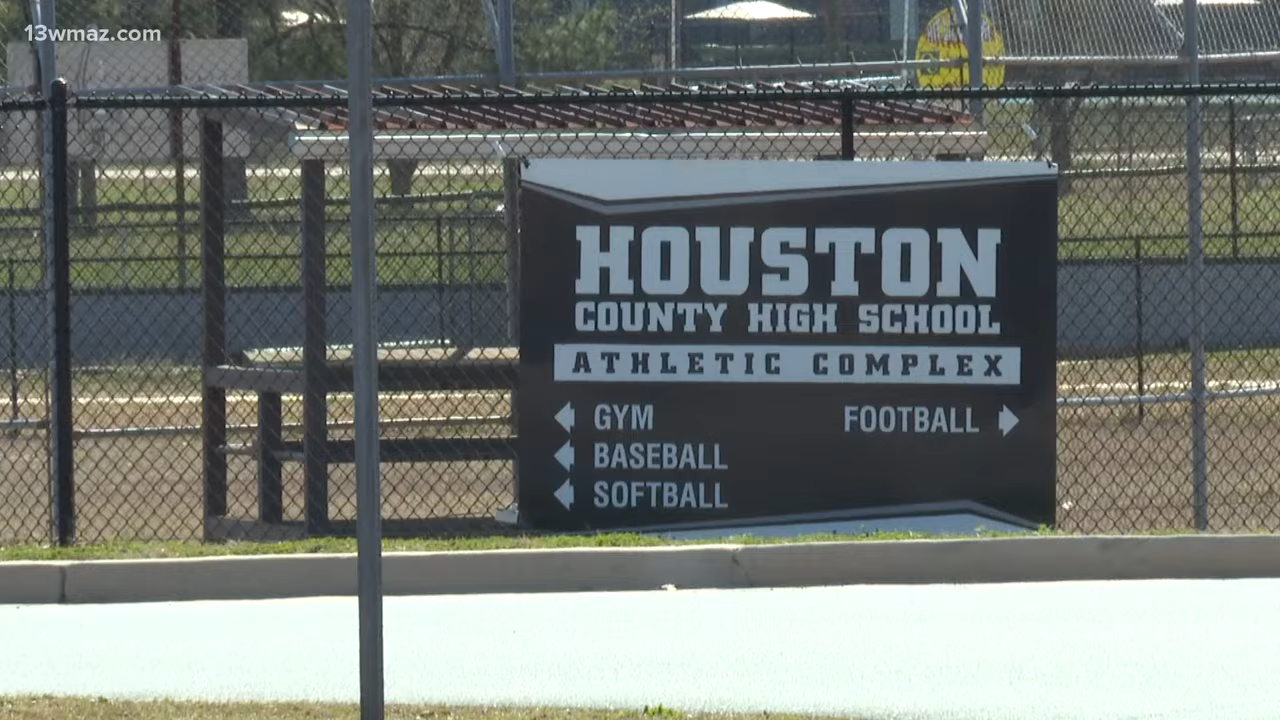 13wmaz.com
HOUSTON
COUNTY HIGH SCHOOL
ATHLETIC COMPLEX
GYM
FOOTBALL
BASEBALL
SOFTBALL